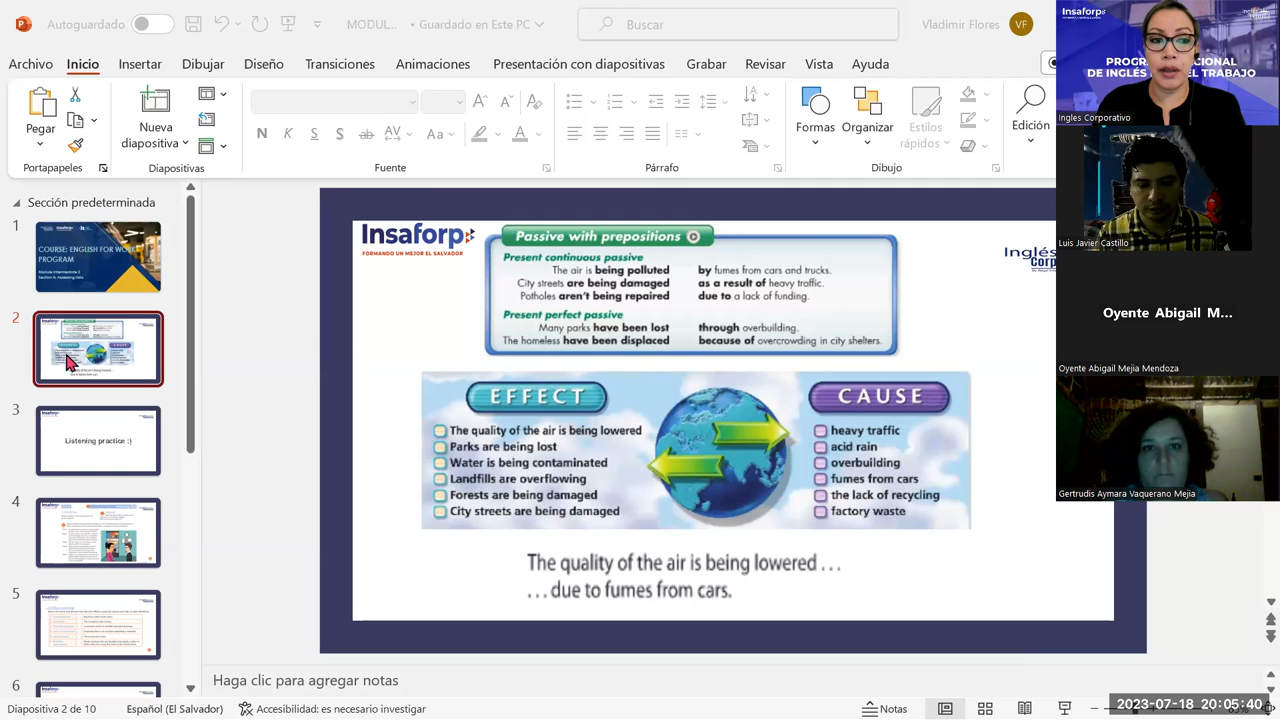 Autoguardado
Guardado en Este PC
Buscar
Vladimir Flores
VF
Archivo Inicio Insertar Dibujar Diseño Transiciones Animaciones Presentación con diapositivas Grabar Revisar Vista Ayuda
Pegar
Nueva
diapositiva
Formas
Organizar
Estilos
rápidos
Edición
Portapapeles
Diapositivas
Fuente
Párrafo
Dibujo
Sección predeterminada
1
COURSE: ENGLISH FOR WORK
PROGRAM
2
3
Listening practice :)
4
5
6
Insaforp
FORMANDO UN MEJOR EL SALVADOR
Passive with prepositions
Present continuous passive
The air is being polluted by fumes from cars and trucks.
City streets are being damaged as a result of heavy traffic.
Potholes aren't being repaired due to a lack of funding.
Present perfect passive
Many parks have been lost through overbuilding.
The homeless have been displaced because of overcrowding in city shelters.
EFFECT
The quality of the air is being lowered
Parks are being lost
Water is being contaminated
Landfills are overflowing
Forests are being damaged
City streets are being damaged
CAUSE
heavy traffic
acid rain
overbuilding
fumes from cars
the lack of recycling
factory waste
The quality of the air is being lowered . . .
. . . due to fumes from cars.
Insaforp
Ingles Corporativo
Luis Javier Castillo
Oyente Abigail M...
Oyente Abigail Mejia Mendoza
Gertrudis Aymara Vaquerano Mejia
Haga clic para agregar notas
Diapositiva 2 de 10
Español (El Salvador)
Accesibilidad: es necesario investigar
Notas
2023-07-18 20:05:40